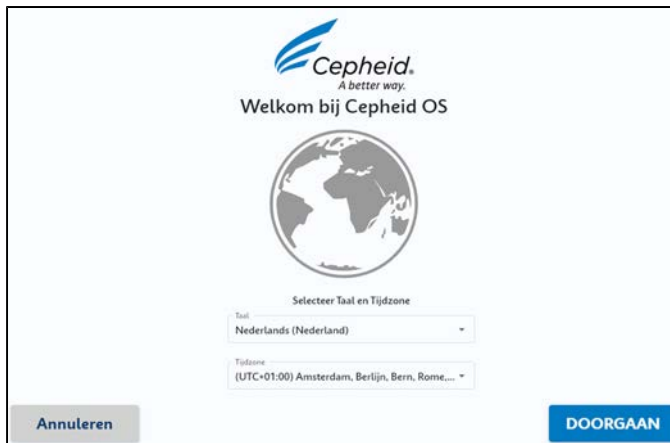 Cepheid.
A better way.
Welkom bij Cepheid OS
Selecteer Taal en Tijdzone
Taal
Nederlands (Nederland)
Tijdzone
(UTC+01:00) Amsterdam, Berlijn, Bern, Rome,...
Annuleren
DOORGAAN